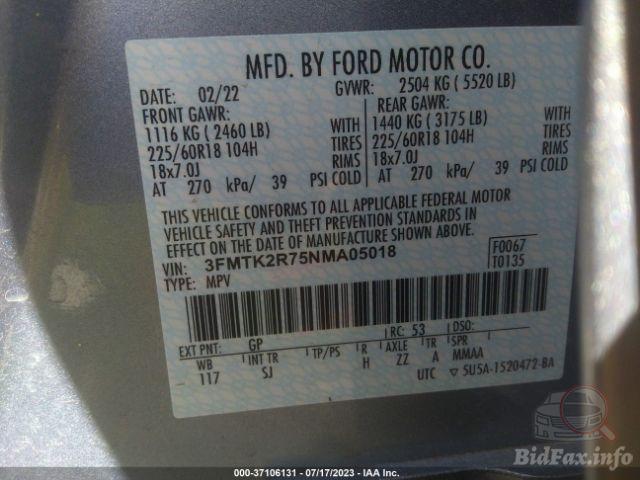 MFD. BY FORD MOTOR CO.
DATE: 02/22 GVWR: 2504 KG ( 5520 LB)
FRONT GAWR: REAR GAWR:
1116 KG ( 2460 LB) WITH 1440 KG ( 3175 LB) WITH
225/60R18 104H TIRES 225/60R18 104H TIRES
18x7.0J RIMS 18x7.0J RIMS
AT 270 kPa/ 39 PSI COLD AT 270 kPa/ 39 PSI COLD
THIS VEHICLE CONFORMS TO ALL APPLICABLE FEDERAL MOTOR
VEHICLE SAFETY AND THEFT PREVENTION STANDARDS IN
EFFECT ON THE DATE OF MANUFACTURE SHOWN ABOVE.
VIN: 3FMTK2R75NMA05018 F0067
TYPE: MPV T0135
EXT PNT: GP RC: 53 DSO:
WB INT TR TP/PS R AXLE TR SPR
117 SJ H ZZ A MMAA
UTC ▽ 5U5A-1520472-BA
BidFax.info
000-37106131 - 07/17/2023 - IAA Inc.